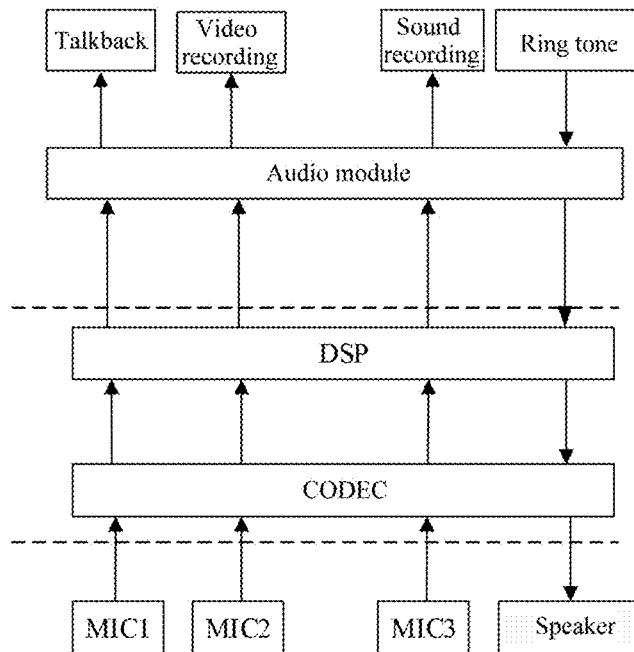 Talkback
Video
recording
Sound
recording
Ring tone
Audio module
DSP
CODEC
MIC1
MIC2
MIC3
Speaker